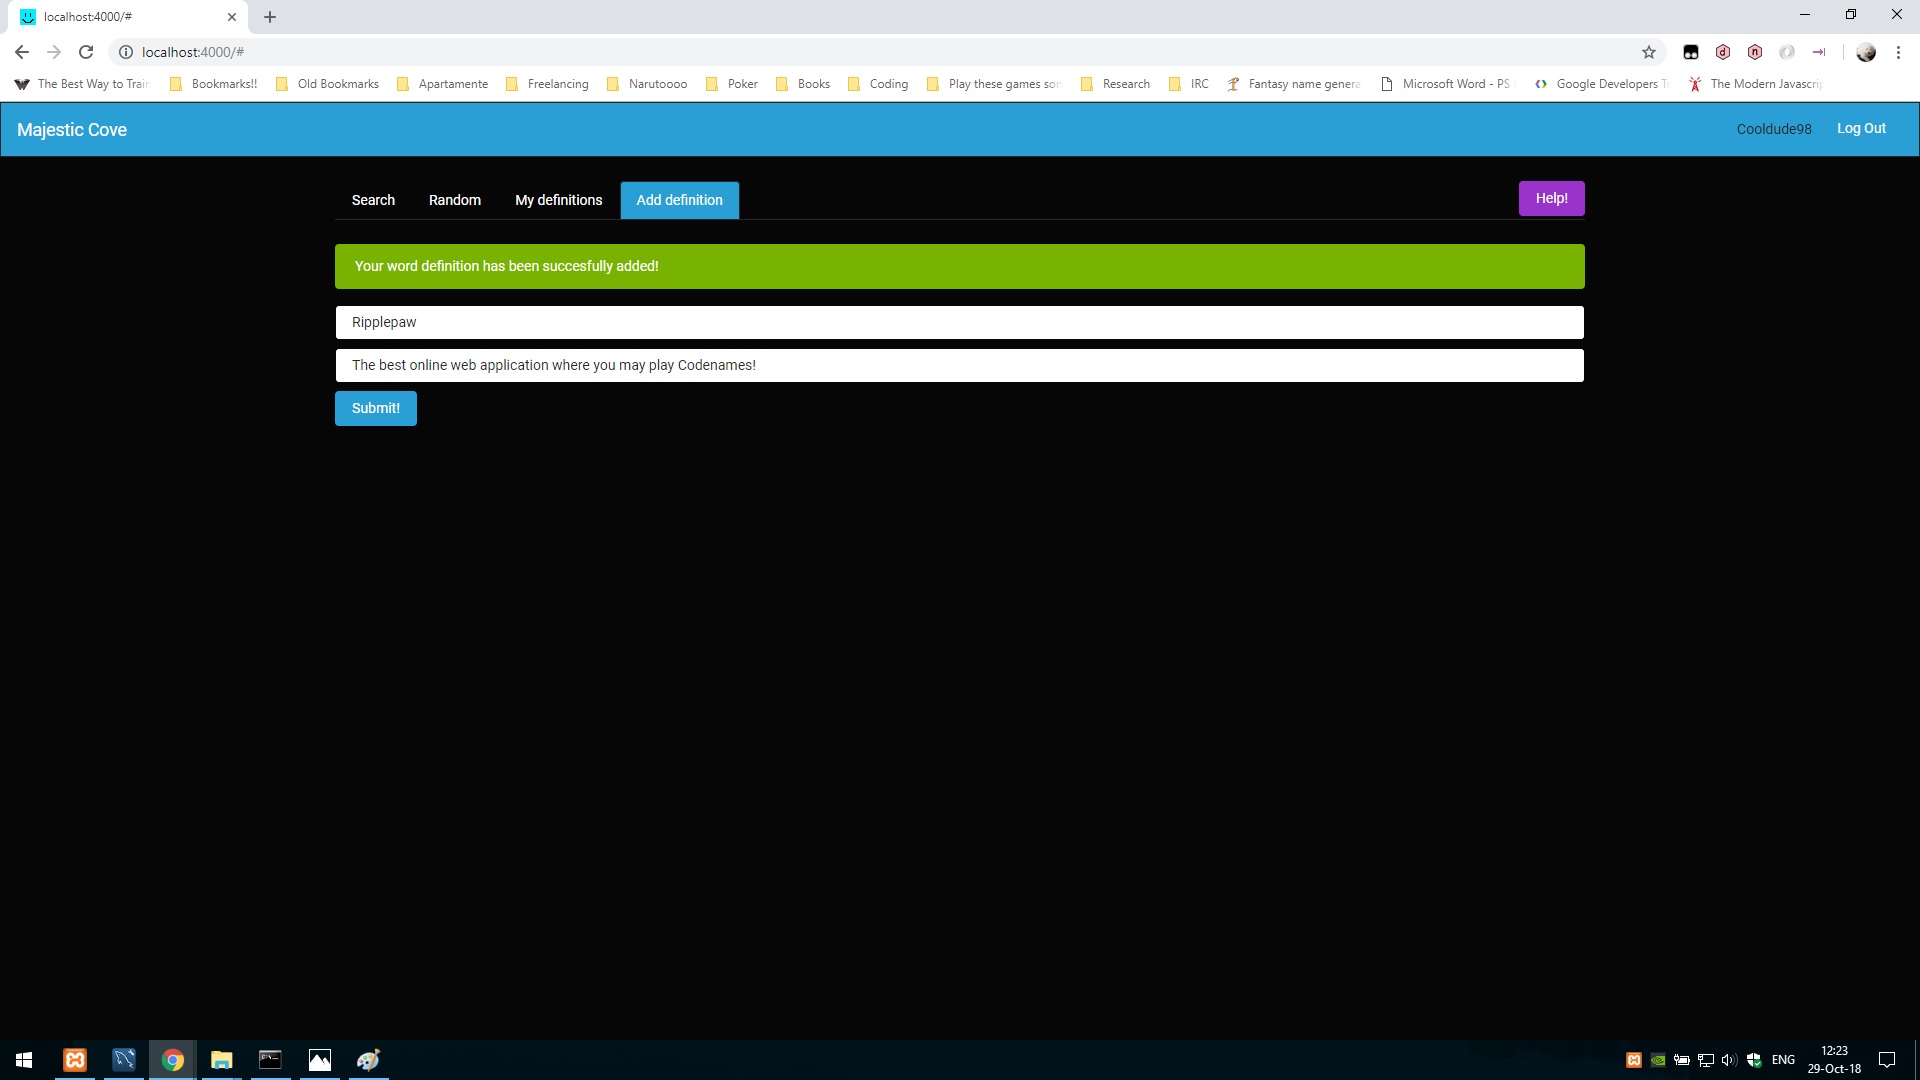 localhost:4000/#
localhost:4000/#
The Best Way to Train
Bookmarks!!
Old Bookmarks
Apartamente
Freelancing
Narutoooo
Poker
Books
Coding
Play these games son
Research
IRC
Fantasy name genera
Microsoft Word - PS
Google Developers T
The Modern Javascrip
Majestic Cove
Cooldude98
Log Out
Search
Random
My definitions
Add definition
Help!
Your word definition has been succesfully added!
Ripplepaw
The best online web application where you may play Codenames!
Submit!
ENG
12:23
29-Oct-18